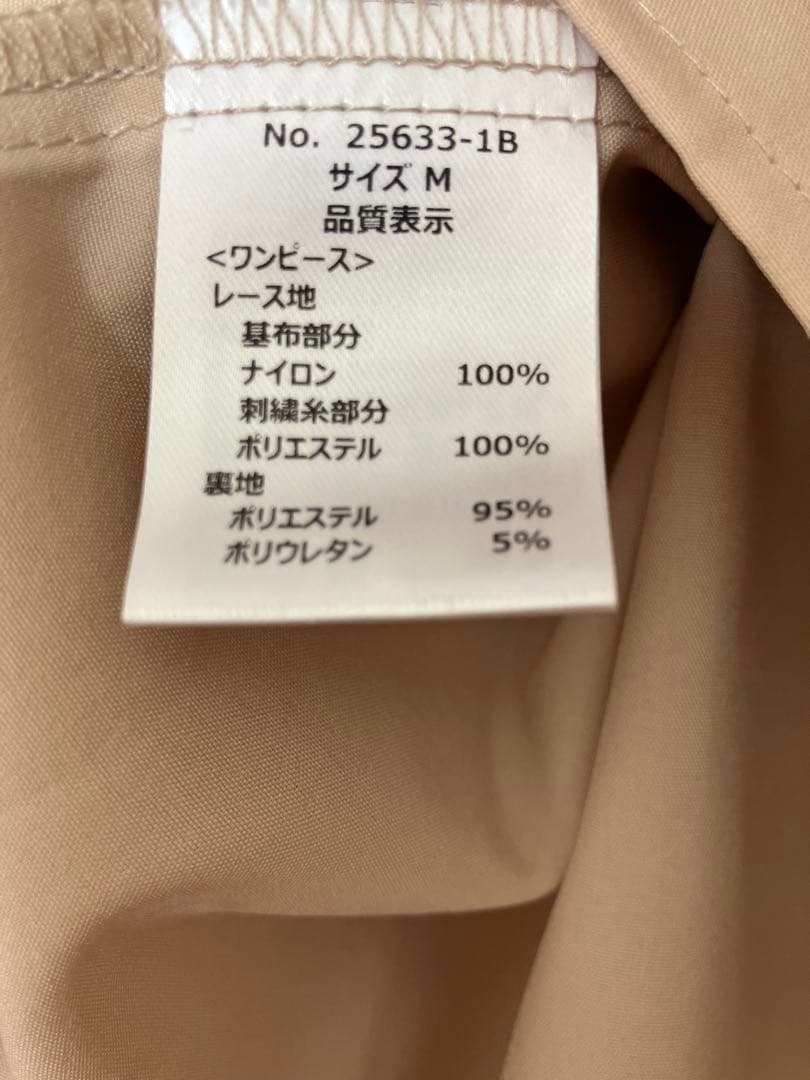 No. 25633-1B
サイズ M
品質表示
<ワンピース>
レース地
基布部分
ナイロン 100%
刺繍糸部分
ポリエステル 100%
裏地
ポリエステル 95%
ポリウレタン 5%